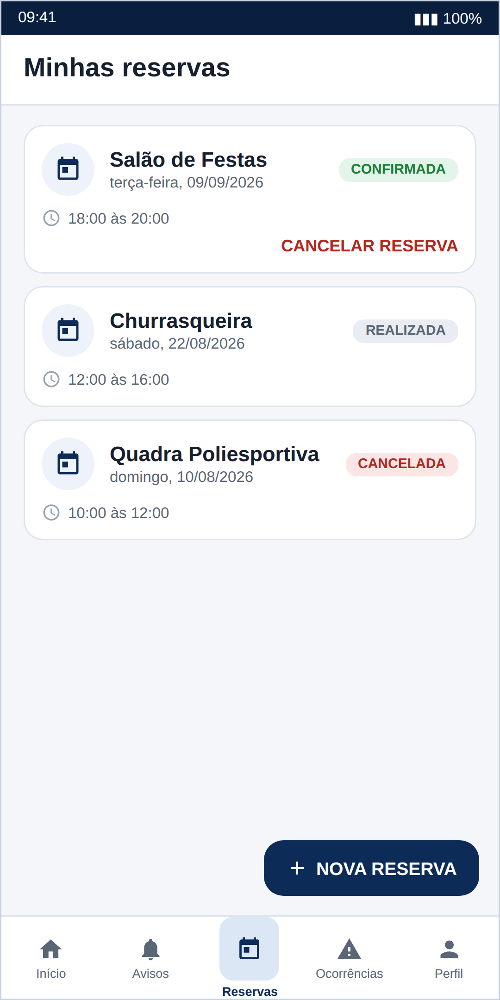 09:41
100%
Minhas reservas
Salão de Festas
CONFIRMADA
terça-feira, 09/09/2026
18:00 às 20:00
CANCELAR RESERVA
Churrasqueira
REALIZADA
sábado, 22/08/2026
12:00 às 16:00
Quadra Poliesportiva
CANCELADA
domingo, 10/08/2026
10:00 às 12:00
NOVA RESERVA
Início
Avisos
Reservas
Ocorrências
Perfil